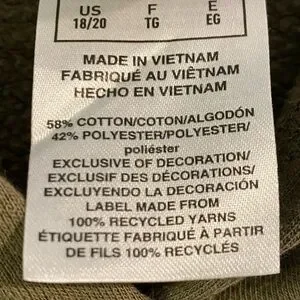 US F E
18/20 TG EG
MADE IN VIETNAM
FABRIQUÉ AU VIÊTNAM
HECHO EN VIETNAM
58% COTTON/COTON/ALGODÓN
42% POLYESTER/POLYESTER/
poliéster
EXCLUSIVE OF DECORATION/
EXCLUSIF DES DÉCORATIONS/
EXCLUYENDO LA DECORACIÓN
LABEL MADE FROM
100% RECYCLED YARNS
ÉTIQUETTE FABRIQUÉ À PARTIR
DE FILS 100% RECYCLÉS